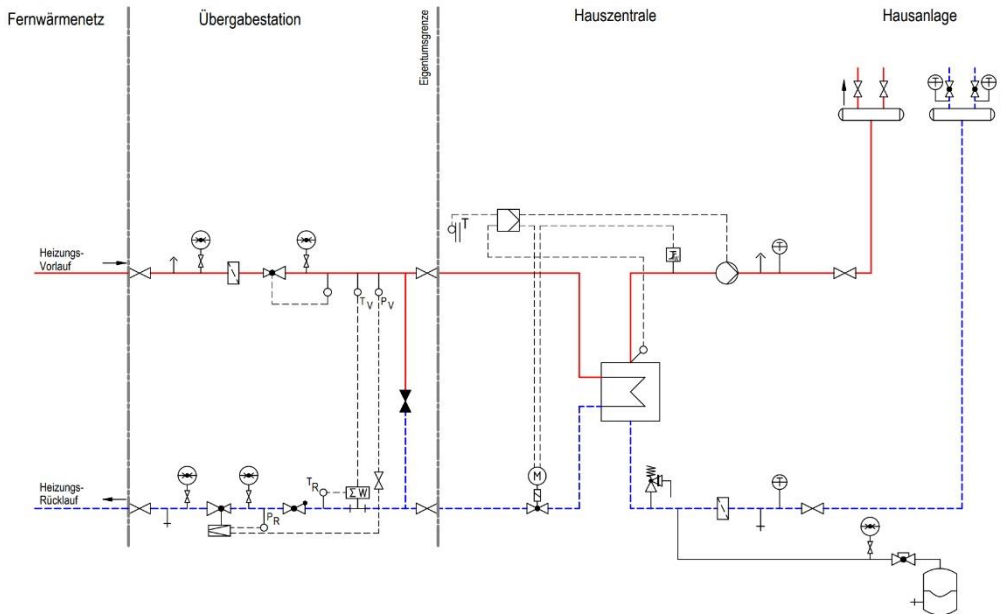 Fernwärmenetz
Übergabestation
Eigentumsgrenze
Hauszentrale
Hausanlage
Heizungs-
Vorlauf
T
TV
PV
Heizungs-
Rücklauf
TR
ΣW
PR
M